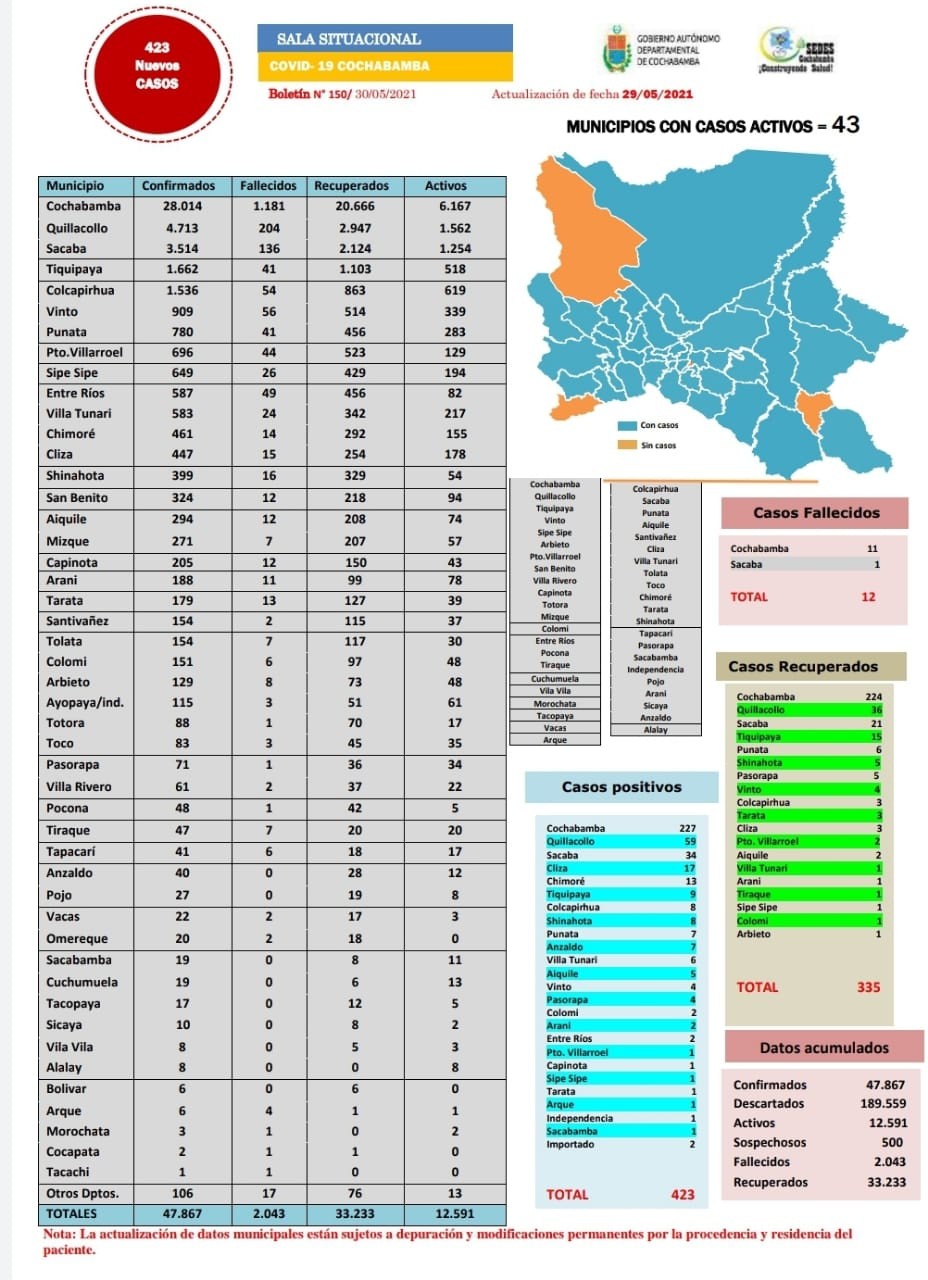 423
Nuevos
CASOS
SALA SITUACIONAL
COVID- 19 COCHABAMBA
Boletín N° 150/ 30/05/2021
Actualización de fecha 29/05/2021
GOBIERNO AUTÓNOMO
DEPARTAMENTAL
DE COCHABAMBA
SEDES
Cochabamba
¡Construyendo Salud!
MUNICIPIOS CON CASOS ACTIVOS = 43
Municipio Confirmados Fallecidos Recuperados Activos
Cochabamba 28.014 1.181 20.666 6.167
Quillacollo 4.713 204 2.947 1.562
Sacaba 3.514 136 2.124 1.254
Tiquipaya 1.662 41 1.103 518
Colcapirhua 1.536 54 863 619
Vinto 909 56 514 339
Punata 780 41 456 283
Pto.Villarroel 696 44 523 129
Sipe Sipe 649 26 429 194
Entre Ríos 587 49 456 82
Villa Tunari 583 24 342 217
Chimoré 461 14 292 155
Cliza 447 15 254 178
Shinahota 399 16 329 54
San Benito 324 12 218 94
Aiquile 294 12 208 74
Mizque 271 7 207 57
Capinota 205 12 150 43
Arani 188 11 99 78
Tarata 179 13 127 39
Santivañez 154 2 115 37
Tolata 154 7 117 30
Colomi 151 6 97 48
Arbieto 129 8 73 48
Ayopaya/ind. 115 3 51 61
Totora 88 1 70 17
Toco 83 3 45 35
Pasorapa 71 1 36 34
Villa Rivero 61 2 37 22
Pocona 48 1 42 5
Tiraque 47 7 20 20
Tapacarí 41 6 18 17
Anzaldo 40 0 28 12
Pojo 27 0 19 8
Vacas 22 2 17 3
Omereque 20 2 18 0
Sacabamba 19 0 8 11
Cuchumuela 19 0 6 13
Tacopaya 17 0 12 5
Sicaya 10 0 8 2
Vila Vila 8 0 5 3
Alalay 8 0 0 8
Bolivar 6 0 6 0
Arque 6 4 1 1
Morochata 3 1 0 2
Cocapata 2 1 1 0
Tacachi 1 1 0 0
Otros Dptos. 106 17 76 13
TOTALES 47.867 2.043 33.233 12.591
Con casos
Sin casos
Cochabamba
Quillacollo
Tiquipaya
Vinto
Sipe Sipe
Arbieto
Pto.Villarroel
San Benito
Villa Rivero
Capinota
Totora
Mizque
Colomi
Entre Ríos
Pocona
Tiraque
Cuchumuela
Vila Vila
Morochata
Tacopaya
Vacas
Arque
Colcapirhua
Sacaba
Punata
Aiquile
Santivañez
Cliza
Villa Tunari
Tolata
Toco
Chimoré
Tarata
Shinahota
Tapacarí
Pasorapa
Sacabamba
Independencia
Pojo
Arani
Sicaya
Anzaldo
Alalay
Casos Fallecidos
Cochabamba 11
Sacaba 1
TOTAL 12
Casos Recuperados
Cochabamba 224
Quillacollo 36
Sacaba 21
Tiquipaya 15
Punata 6
Shinahota 5
Pasorapa 5
Vinto 4
Colcapirhua 3
Tarata 3
Cliza 3
Pto. Villarroel 2
Aiquile 2
Villa Tunari 1
Arani 1
Tiraque 1
Sipe Sipe 1
Colomi 1
Arbieto 1
TOTAL 335
Casos positivos
Cochabamba 227
Quillacollo 59
Sacaba 34
Cliza 17
Chimoré 13
Tiquipaya 9
Colcapirhua 8
Shinahota 8
Punata 7
Anzaldo 7
Villa Tunari 6
Aiquile 5
Vinto 4
Pasorapa 4
Colomi 2
Arani 2
Entre Ríos 2
Pto. Villarroel 1
Capinota 1
Sipe Sipe 1
Tarata 1
Arque 1
Independencia 1
Sacabamba 1
Importado 2
TOTAL 423
Datos acumulados
Confirmados 47.867
Descartados 189.559
Activos 12.591
Sospechosos 500
Fallecidos 2.043
Recuperados 33.233
Nota: La actualización de datos municipales están sujetos a depuración y modificaciones permanentes por la procedencia y residencia del
paciente.